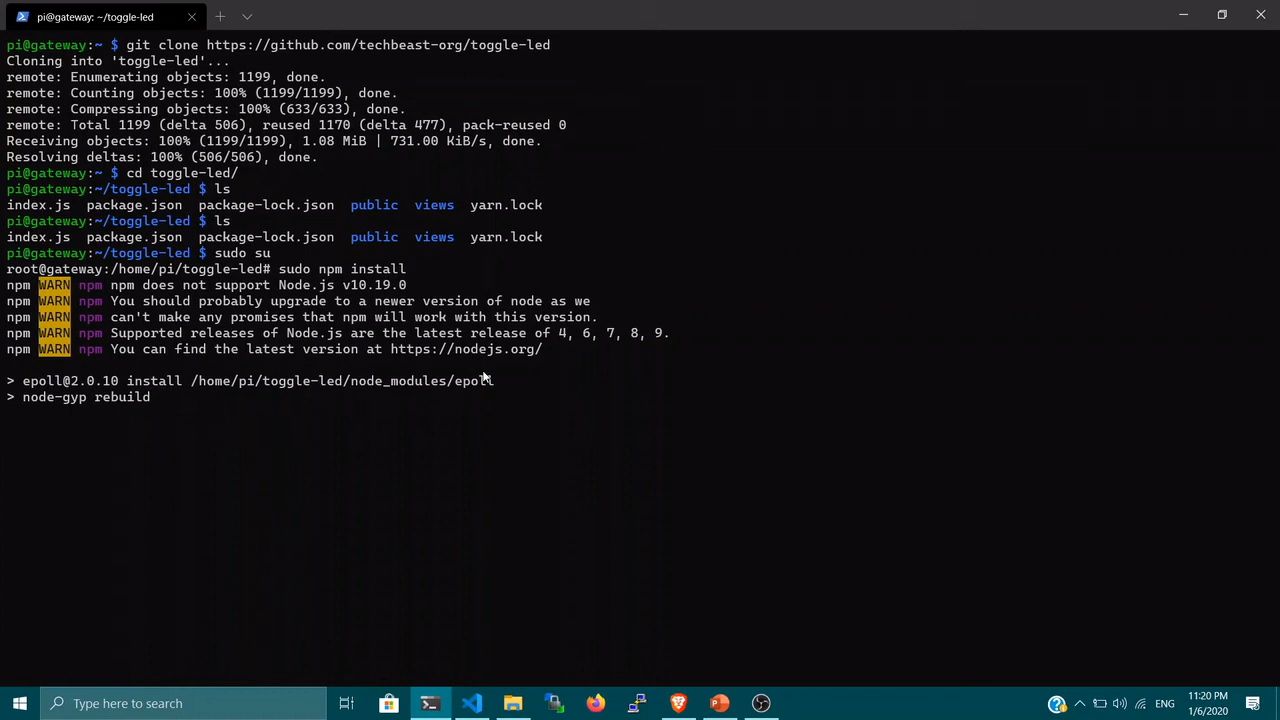 pi@gateway: ~/toggle-led
pi@gateway:~ $ git clone https://github.com/techbeast-org/toggle-led
Cloning into 'toggle-led'...
remote: Enumerating objects: 1199, done.
remote: Counting objects: 100% (1199/1199), done.
remote: Compressing objects: 100% (633/633), done.
remote: Total 1199 (delta 506), reused 1170 (delta 477), pack-reused 0
Receiving objects: 100% (1199/1199), 1.08 MiB | 731.00 KiB/s, done.
Resolving deltas: 100% (506/506), done.
pi@gateway:~ $ cd toggle-led/
pi@gateway:~/toggle-led $ ls
index.js  package.json  package-lock.json  public  views  yarn.lock
pi@gateway:~/toggle-led $ ls
index.js  package.json  package-lock.json  public  views  yarn.lock
pi@gateway:~/toggle-led $ sudo su
root@gateway:/home/pi/toggle-led# sudo npm install
npm WARN npm npm does not support Node.js v10.19.0
npm WARN npm You should probably upgrade to a newer version of node as we
npm WARN npm can't make any promises that npm will work with this version.
npm WARN npm Supported releases of Node.js are the latest release of 4, 6, 7, 8, 9.
npm WARN npm You can find the latest version at https://nodejs.org/
> epoll@2.0.10 install /home/pi/toggle-led/node_modules/epoll
> node-gyp rebuild
Type here to search
ENG
11:20 PM
1/6/2020